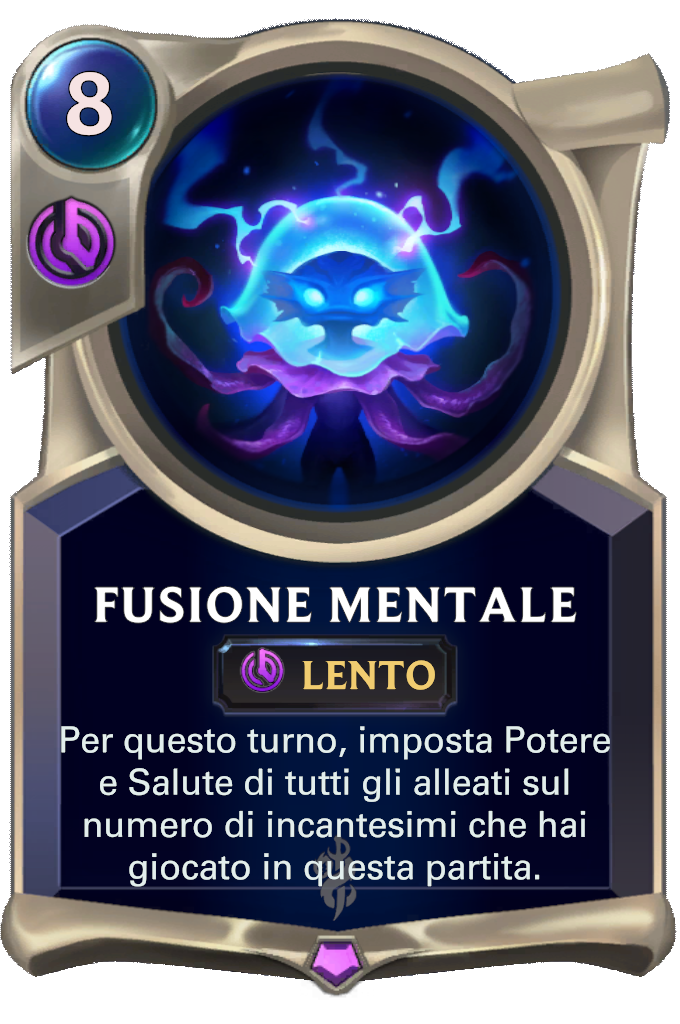 8
FUSIONE MENTALE
LENTO
Per questo turno, imposta Potere
e Salute di tutti gli alleati sul
numero di incantesimi che hai
giocato in questa partita.